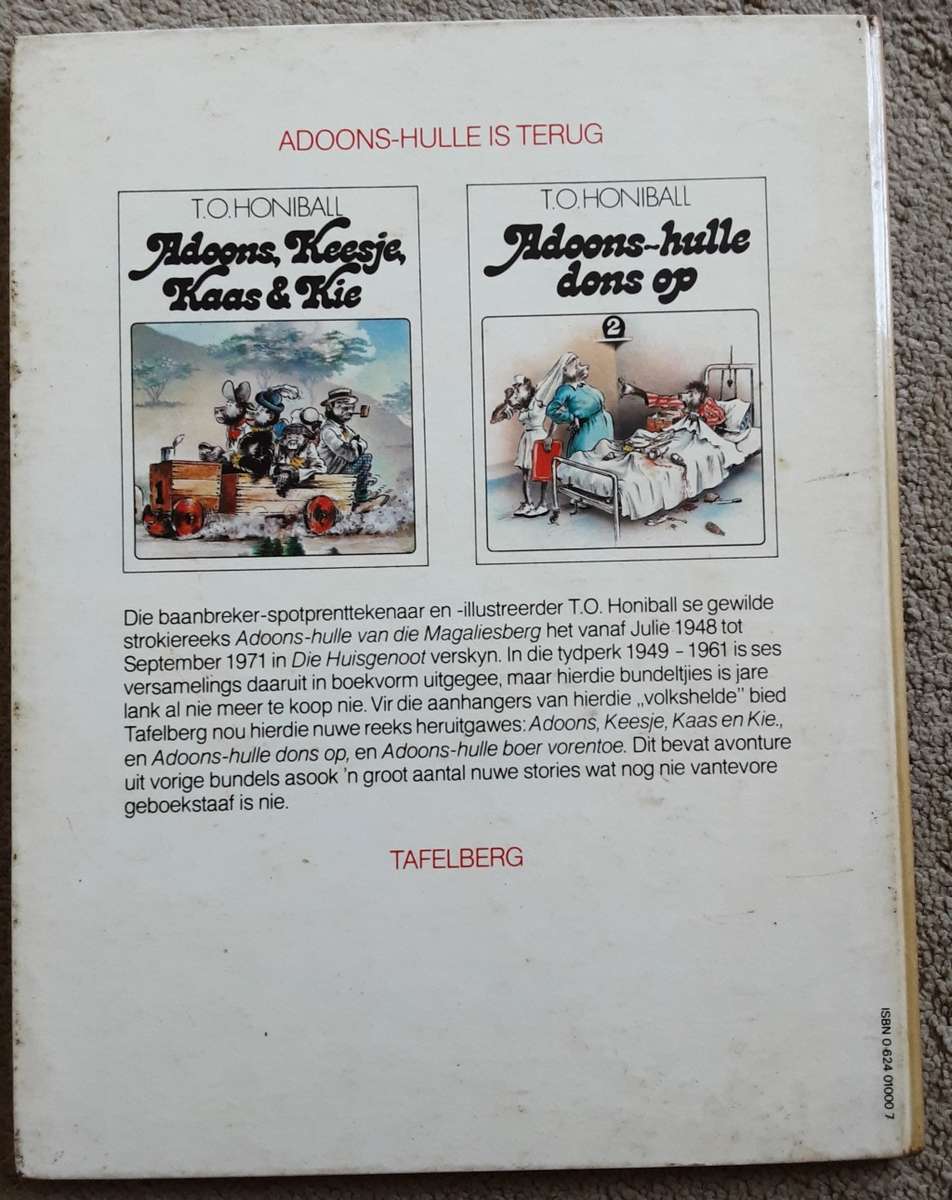 ADOONS-HULLE IS TERUG
T.O. HONIBALL
Adoons, Keesje,
Kaas & Kie
1
T.O. HONIBALL
Adoons-hulle
dons op
2
Die baanbreker-spotprenttekenaar en -illustreerder T.O. Honiball se gewilde
strokiereeks Adoons-hulle van die Magaliesberg het vanaf Julie 1948 tot
September 1971 in Die Huisgenoot verskyn. In die tydperk 1949 - 1961 is ses
versamelings daaruit in boekvorm uitgegee, maar hierdie bundeltjies is jare
lank al nie meer te koop nie. Vir die aanhangers van hierdie „volkshelde" bied
Tafelberg nou hierdie nuwe reeks heruitgawes: Adoons, Keesje, Kaas en Kie.,
en Adoons-hulle dons op, en Adoons-hulle boer vorentoe. Dit bevat avonture
uit vorige bundels asook 'n groot aantal nuwe stories wat nog nie vantevore
geboekstaaf is nie.
TAFELBERG
ISBN 0 624 01000 7